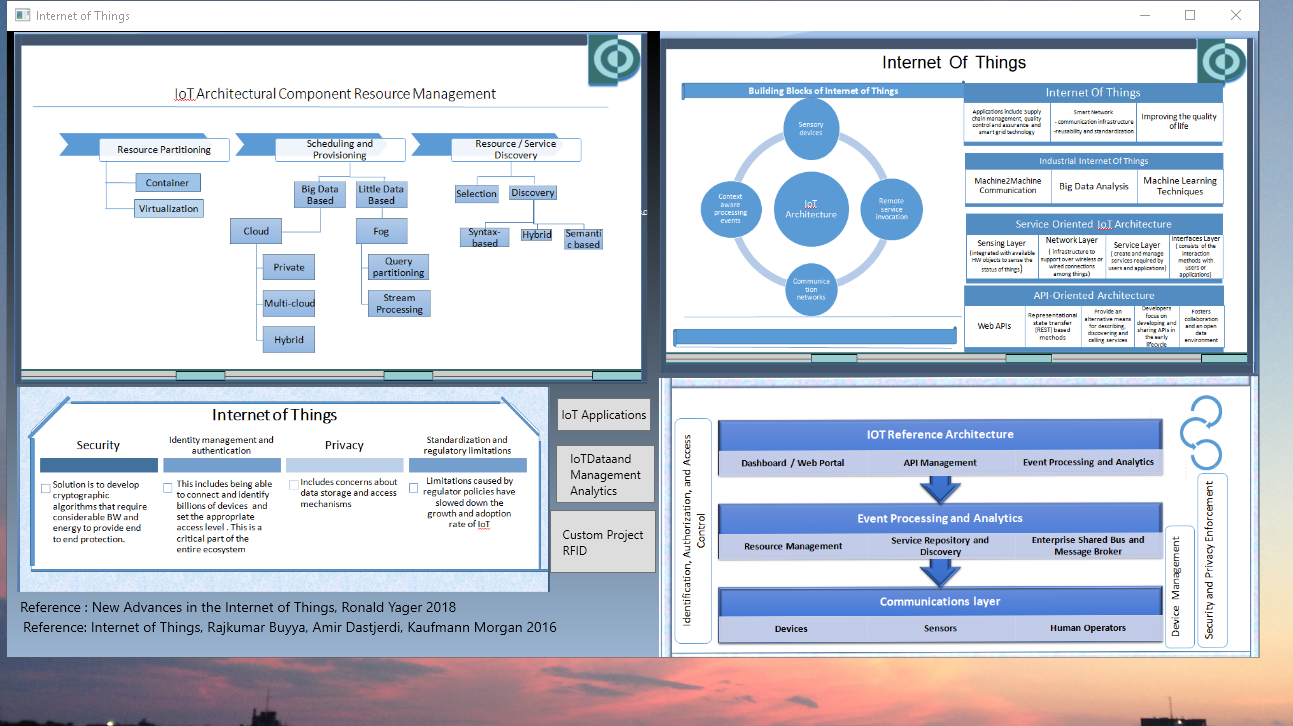 Internet of Things
IoT Architectural Component Resource Management
Resource Partitioning
Container
Virtualization
Scheduling and
Provisioning
Big Data
Based
Little Data
Based
Cloud
Fog
Private
Multi-cloud
Hybrid
Query
partitioning
Stream
Processing
Resource / Service
Discovery
Selection
Discovery
Syntax-
based
Hybrid
Semanti
c based
Internet Of Things
Building Blocks of Internet of Things
Sensory
devices
Context
aware
processing
events
IoT
Architecture
Remote
service
invocation
Communica
tion
networks
Internet Of Things
Applications include supply
chain management, quality
control and assurance and
smart grid technology
Smart Network
- communication infrastructure
-reusability and standardization
Improving the quality
of life
Industrial Internet Of Things
Machine2Machine
Communication
Big Data Analysis
Machine Learning
Techniques
Service Oriented IoT Architecture
Sensing Layer
(integrated with available
HW objects to sense the
status of things)
Network Layer
( infrastructure to
support over wireless or
wired connections
among things)
Service Layer
( create and manage
services required by
users and applications)
Interfaces Layer
( consists of the
interaction
methods with
users or
applications)
API-Oriented Architecture
Web APIs
Representational
state transfer
(REST) based
methods
Provide an
alternative means
for describing,
discovering and
calling services
Developers
focus on
developing and
sharing APIs in
the early
lifecycle
Fosters
collaboration
and an open
data
environment
Internet of Things
Security
Solution is to develop
cryptographic
algorithms that require
considerable BW and
energy to provide end
to end protection.
Identity management and
authentication
This includes being able
to connect and identify
billions of devices and
set the appropriate
access level . This is a
critical part of the
entire ecosystem
Privacy
Includes concerns about
data storage and access
mechanisms
Standardization and
regulatory limitations
Limitations caused by
regulator policies have
slowed down the
growth and adoption
rate of IoT
IoT Applications
IoTDataand
Management
Analytics
Custom Project
RFID
Reference : New Advances in the Internet of Things, Ronald Yager 2018
Reference: Internet of Things, Rajkumar Buyya, Amir Dastjerdi, Kaufmann Morgan 2016
Identification, Authorization, and Access
Control
IOT Reference Architecture
Dashboard / Web Portal
API Management
Event Processing and Analytics
Event Processing and Analytics
Resource Management
Service Repository and
Discovery
Enterprise Shared Bus and
Message Broker
Communications layer
Devices
Sensors
Human Operators
Device Management
Security and Privacy Enforcement